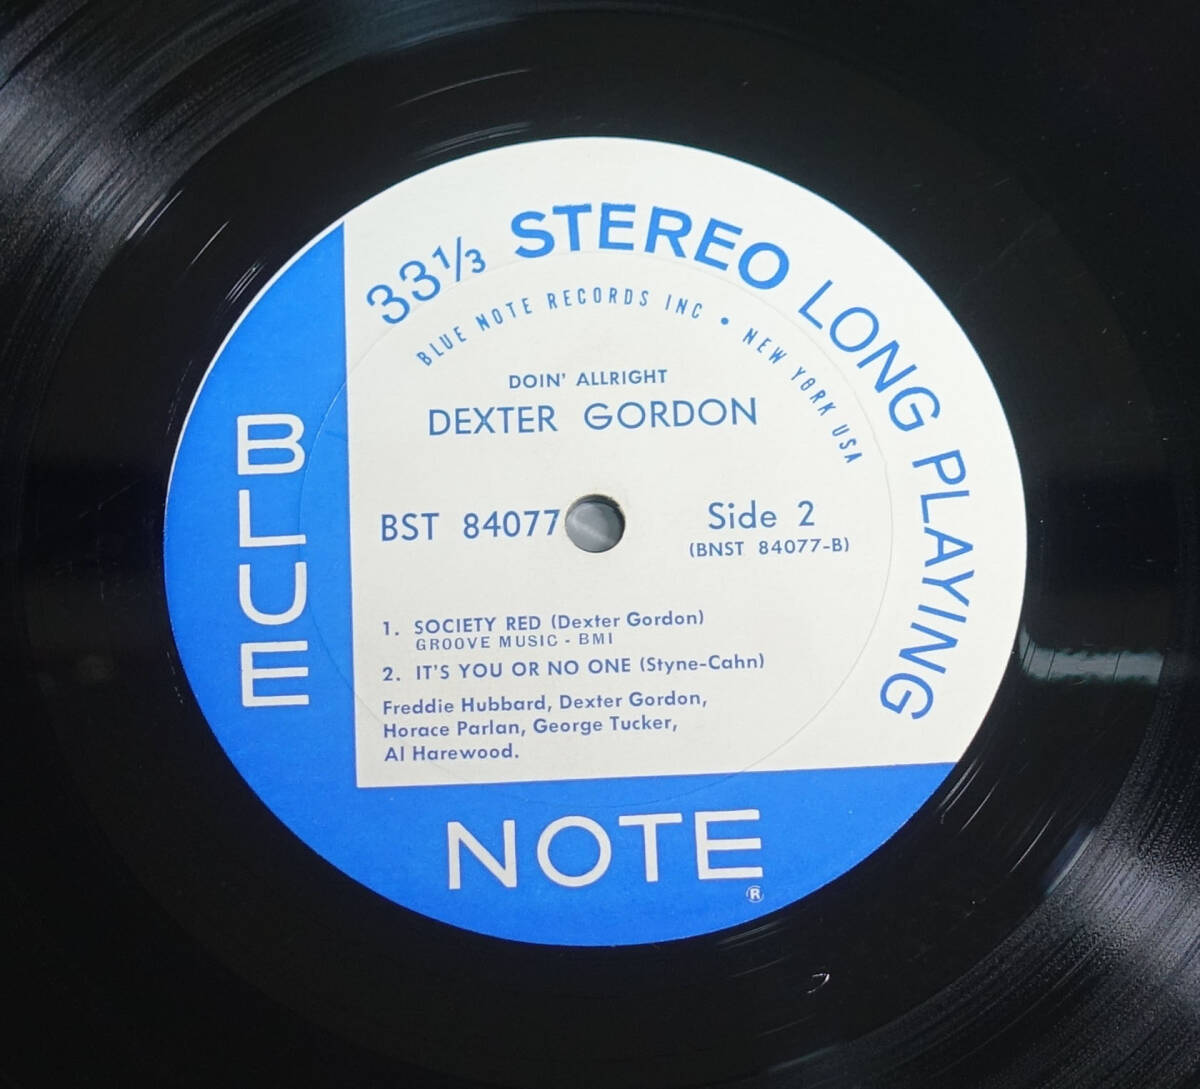 33 1/3 STEREO LONG PLAYING
BLUE NOTE RECORDS INC • NEW YORK USA
DOIN' ALLRIGHT
DEXTER GORDON
BST 84077
Side 2
(BNST 84077-B)
1. SOCIETY RED (Dexter Gordon)
GROOVE MUSIC - BMI
2. IT'S YOU OR NO ONE (Styne-Cahn)
Freddie Hubbard, Dexter Gordon,
Horace Parlan, George Tucker,
Al Harewood.
BLUE
NOTE
®